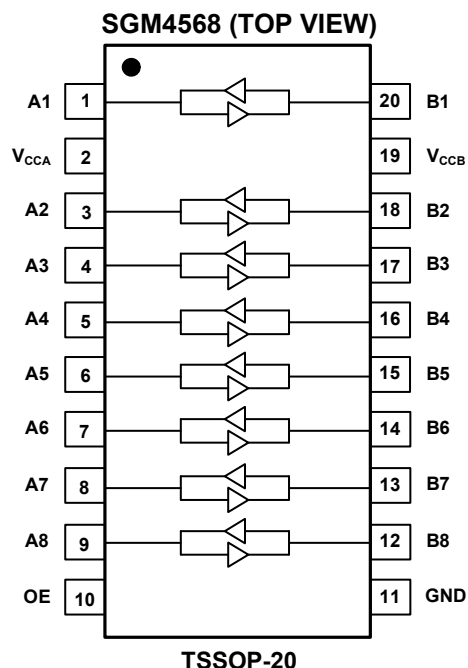 SGM4568 (TOP VIEW)
A1 1 20 B1
VCCA 2 19 VCCB
A2 3 18 B2
A3 4 17 B3
A4 5 16 B4
A5 6 15 B5
A6 7 14 B6
A7 8 13 B7
A8 9 12 B8
OE 10 11 GND
TSSOP-20